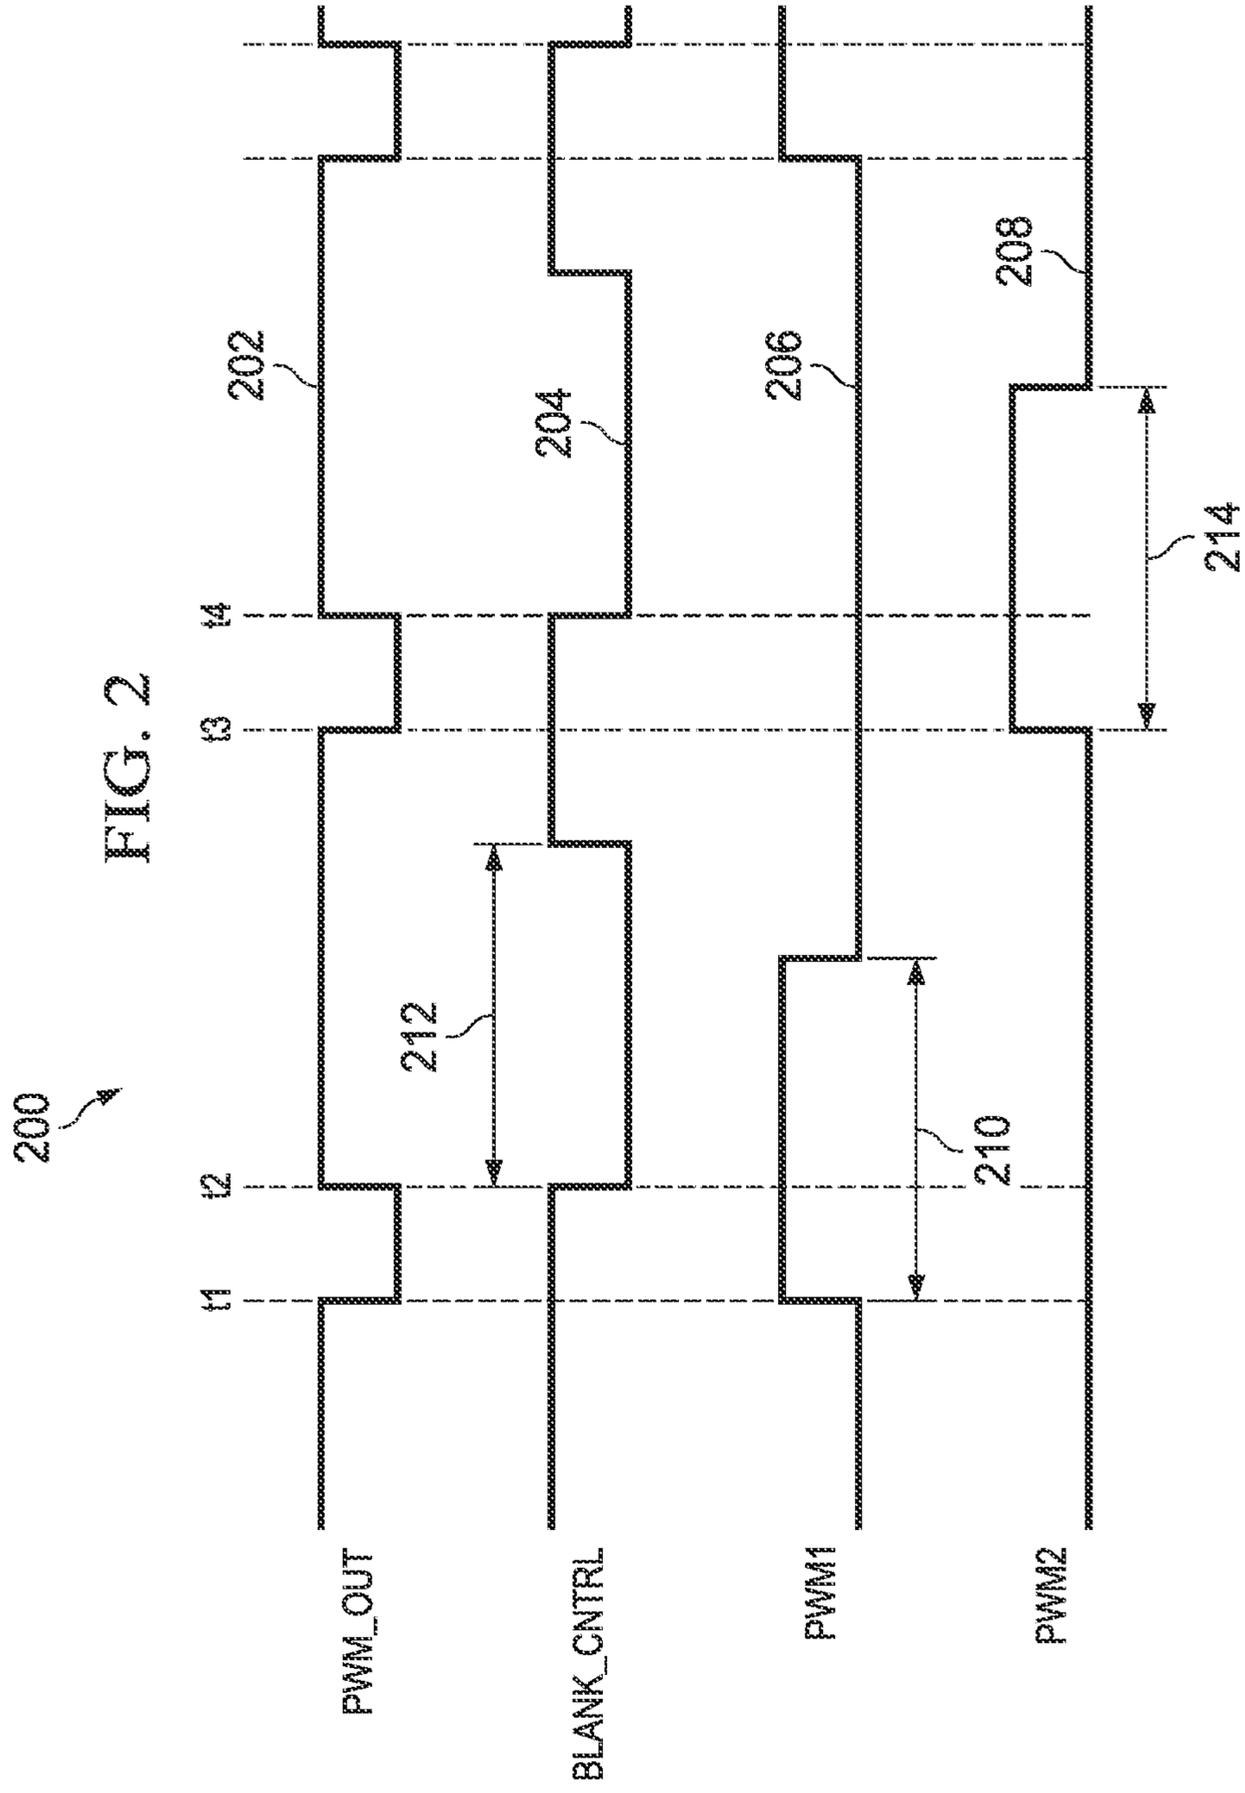 200
FIG. 2
t1
t2
t3
t4
PWM_OUT
202
BLANK_CNTRL
212
204
PWM1
210
206
PWM2
208
214